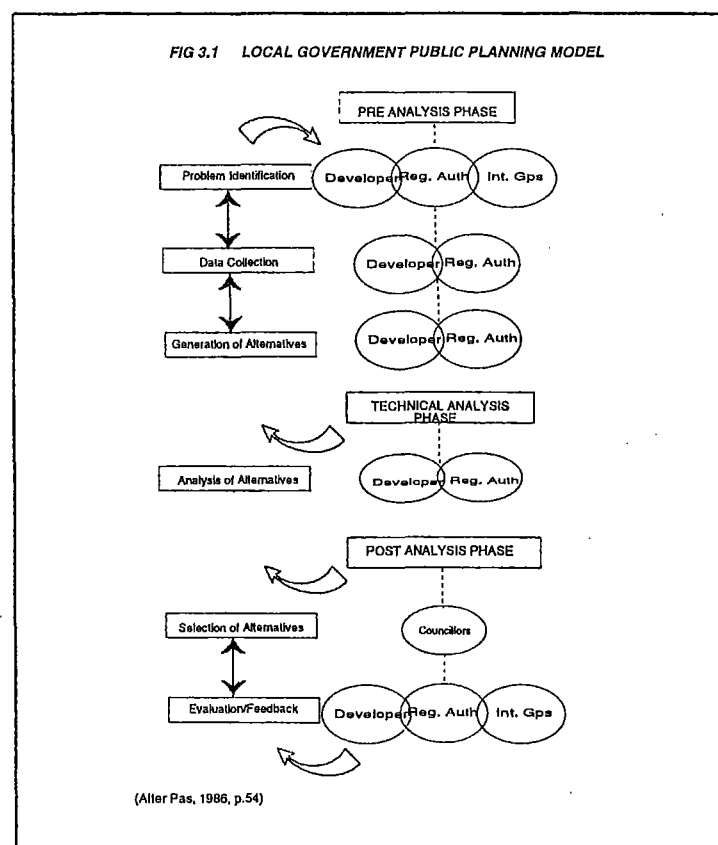 FIG 3.1 LOCAL GOVERNMENT PUBLIC PLANNING MODEL
PRE ANALYSIS PHASE
Problem Identification
Developer Reg. Auth Int. Gps
Data Collection
Developer Reg. Auth
Generation of Alternatives
Developer Reg. Auth
TECHNICAL ANALYSIS
PHASE
Analysis of Alternatives
Developer Reg. Auth
POST ANALYSIS PHASE
Selection of Alternatives
Councillors
Evaluation/Feedback
Developer Reg. Auth Int. Gps
(Alter Pas, 1986, p.54)